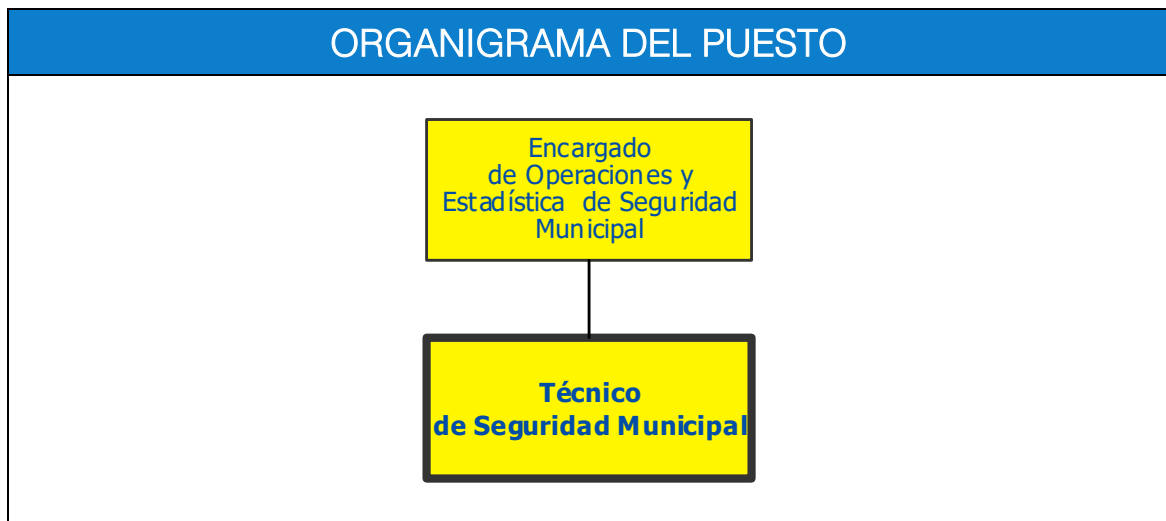 ORGANIGRAMA DEL PUESTO
Encargado
de Operaciones y
Estadística de Seguridad
Municipal
Técnico
de Seguridad Municipal